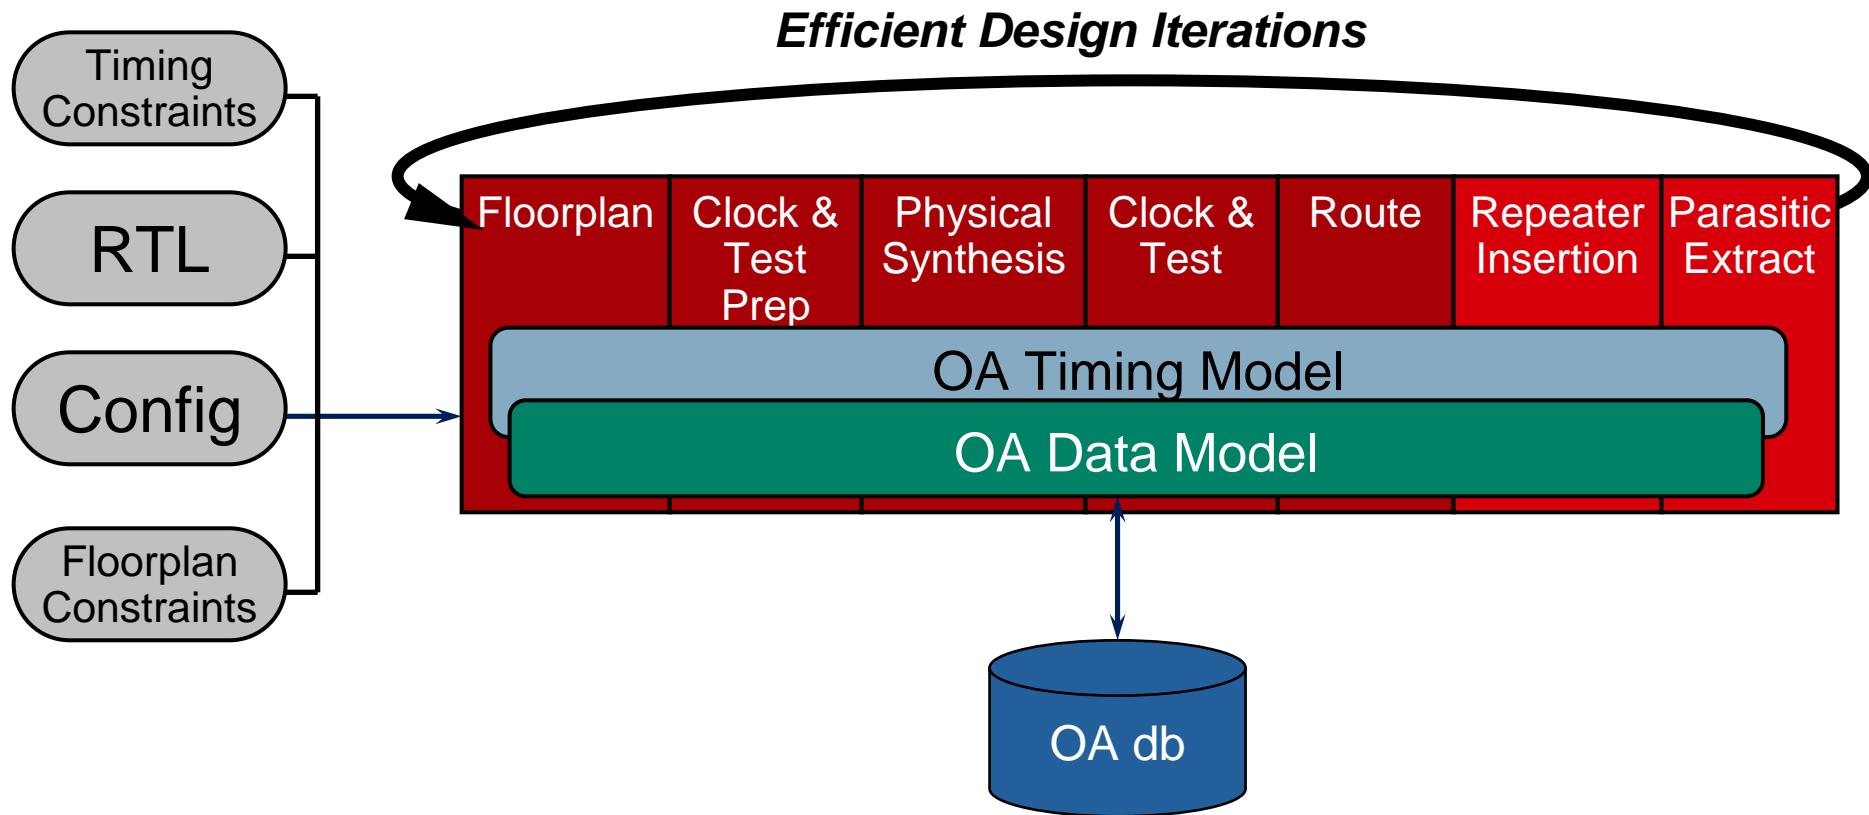 Efficient Design Iterations
Timing
Constraints
RTL
Config
Floorplan
Constraints
Floorplan
Clock &
Test
Prep
Physical
Synthesis
Clock &
Test
Route
Repeater
Insertion
Parasitic
Extract
OA Timing Model
OA Data Model
OA db